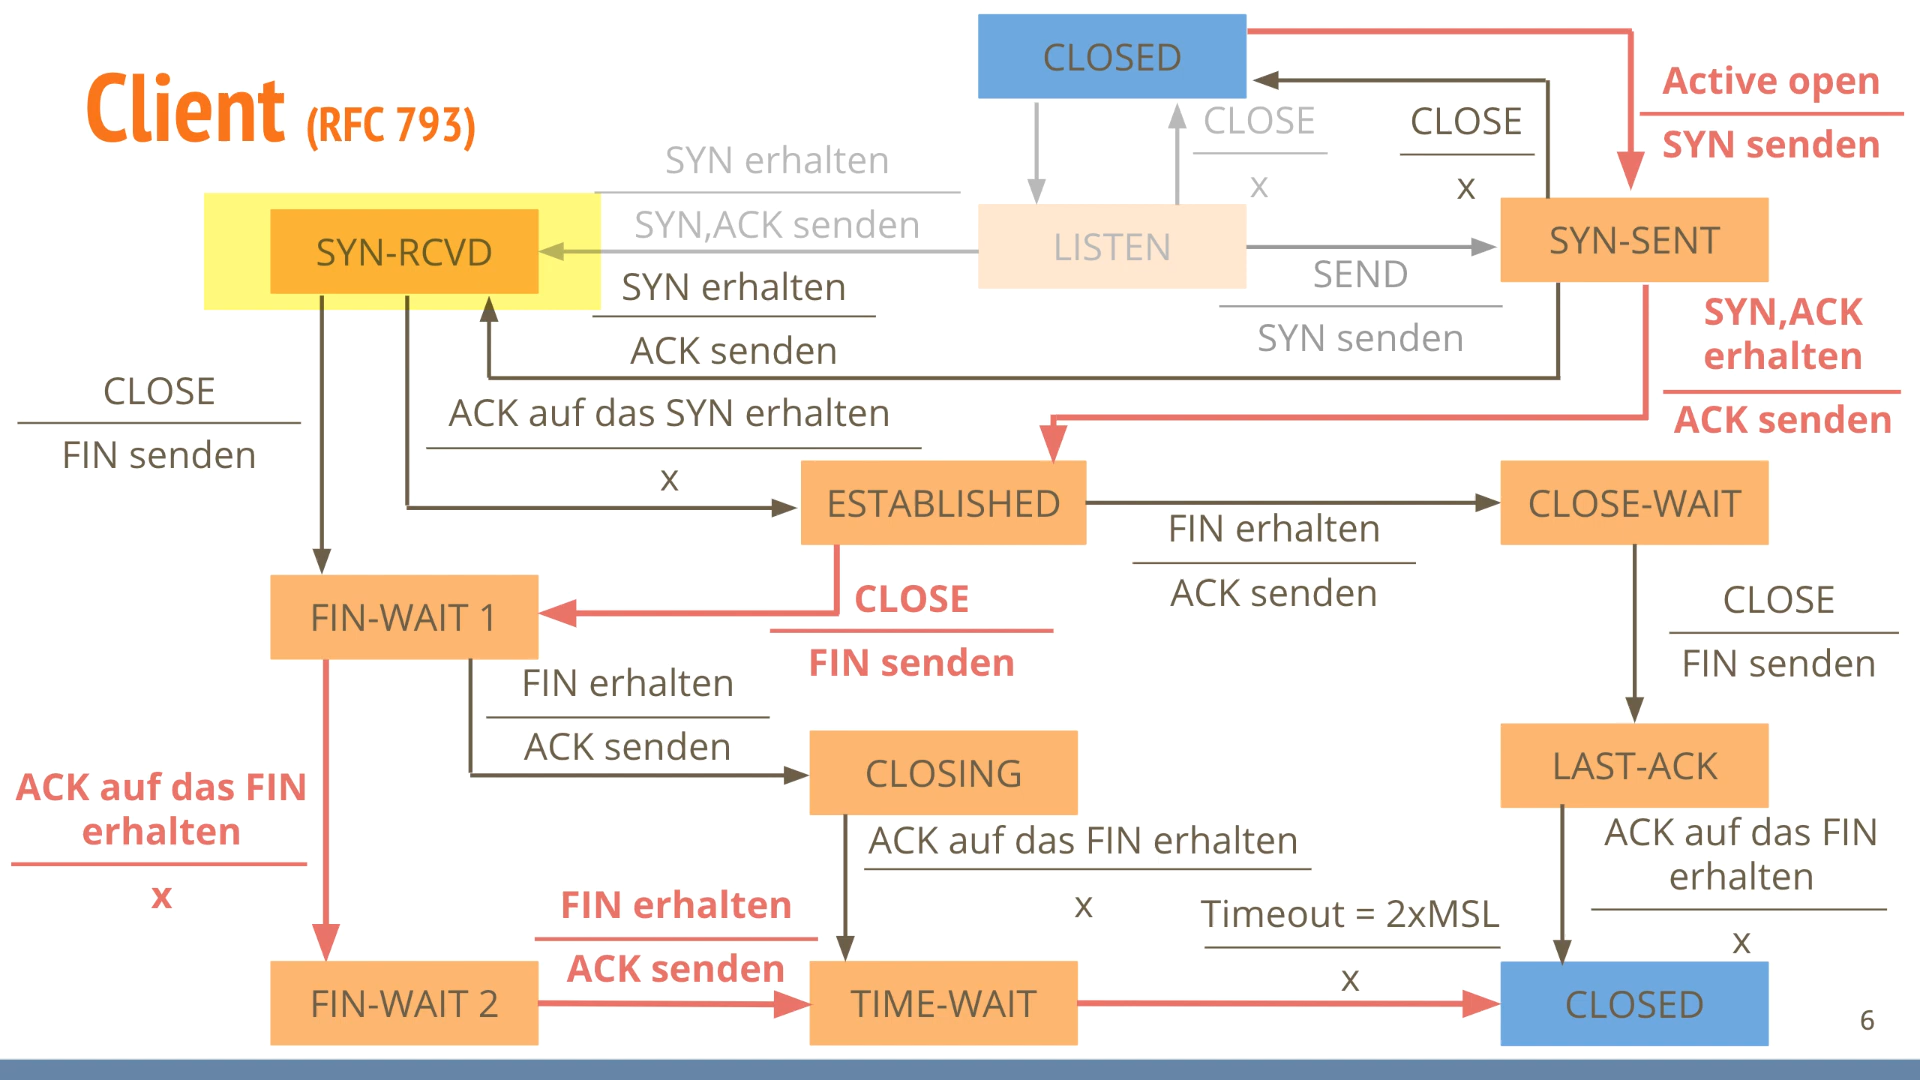 Client (RFC 793)
CLOSED
Active open
SYN senden
CLOSE
x
CLOSE
x
SYN erhalten
SYN,ACK senden
SYN-RCVD
LISTEN
SYN-SENT
SEND
SYN senden
SYN erhalten
ACK senden
SYN,ACK
erhalten
ACK senden
CLOSE
FIN senden
ACK auf das SYN erhalten
x
ESTABLISHED
CLOSE-WAIT
FIN erhalten
ACK senden
FIN-WAIT 1
CLOSE
FIN senden
CLOSE
FIN senden
FIN erhalten
ACK senden
CLOSING
LAST-ACK
ACK auf das FIN
erhalten
x
ACK auf das FIN erhalten
x
ACK auf das FIN
erhalten
x
FIN erhalten
ACK senden
Timeout = 2xMSL
x
FIN-WAIT 2
TIME-WAIT
CLOSED
6